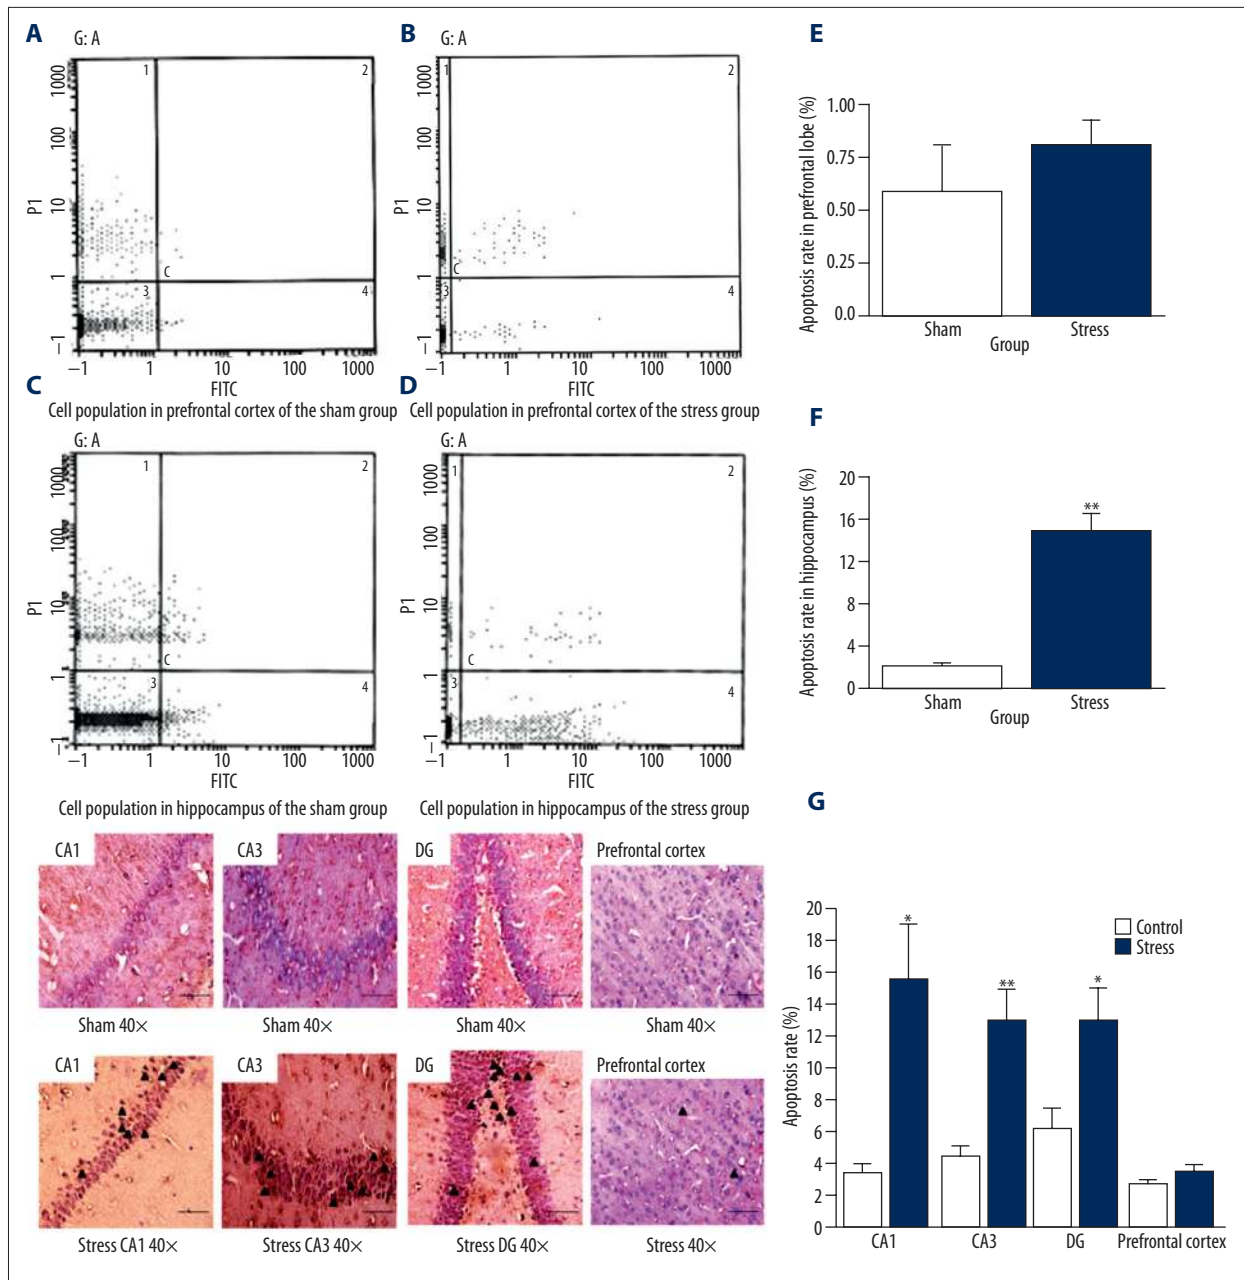 A
G: A
1
2
3
4
C
1000
100
10
1
−1
P1
−1
1
10
100
1000
FITC
Cell population in prefrontal cortex of the sham group
B
G: A
1
2
3
4
C
1000
100
10
1
−1
P1
−1
1
10
100
1000
FITC
Cell population in prefrontal cortex of the stress group
C
G: A
1
2
3
4
C
1000
100
10
1
−1
P1
−1
1
10
100
1000
FITC
Cell population in hippocampus of the sham group
D
G: A
1
2
3
4
C
1000
100
10
1
−1
P1
−1
1
10
100
1000
FITC
Cell population in hippocampus of the stress group
E
Apoptosis rate in prefrontal lobe (%)
1.00
0.75
0.50
0.25
0.0
Sham
Stress
Group
F
Apoptosis rate in hippocampus (%)
20
16
12
8
4
0
**
Sham
Stress
Group
CA1
CA3
DG
Prefrontal cortex
Sham 40×
Sham 40×
Sham 40×
Sham 40×
CA1
CA3
DG
Prefrontal cortex
Stress CA1 40×
Stress CA3 40×
Stress DG 40×
Stress 40×
G
Apoptosis rate (%)
20
18
16
14
12
10
8
6
4
2
0
*
**
*
Control
Stress
CA1
CA3
DG
Prefrontal cortex